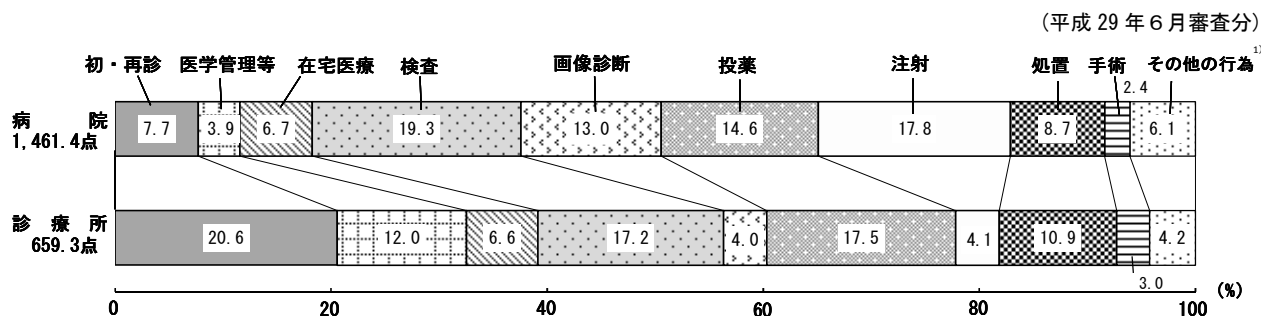 (平成 29 年６月審査分)
初・再診 医学管理等 在宅医療 検査 画像診断 投薬 注射 処置 手術 その他の行為 1)
2.4
病院
1,461.4点
7.7 3.9 6.7 19.3 13.0 14.6 17.8 8.7 6.1
診療所
659.3点
20.6 12.0 6.6 17.2 4.0 17.5 4.1 10.9 4.2
3.0
0 20 40 60 80 100 (%)